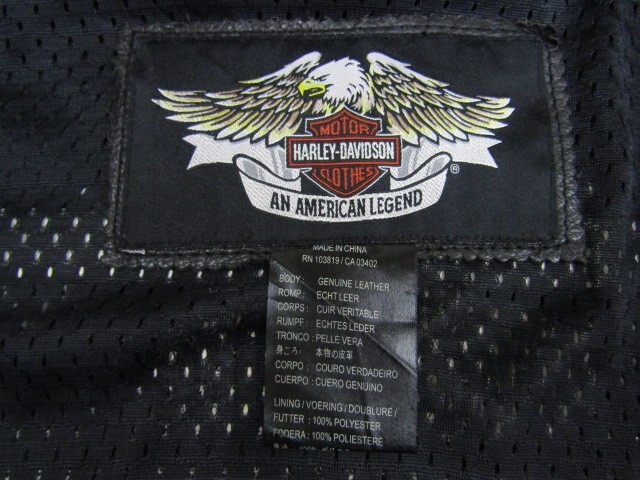 MOTOR
HARLEY-DAVIDSON
CLOTHES
®
AN AMERICAN LEGEND
MADE IN CHINA
RN 103819 / CA 03402
BODY: GENUINE LEATHER
ROMP: ECHT LEER
CORPS: CUIR VERITABLE
RUMPF: ECHTES LEDER
TRONCO: PELLE VERA
身ごろ: 本物の皮革
CORPO: COURO VERDADEIRO
CUERPO: CUERO GENUINO
LINING / VOERING / DOUBLURE /
FUTTER: 100% POLYESTER
FODERA: 100% POLIESTERE